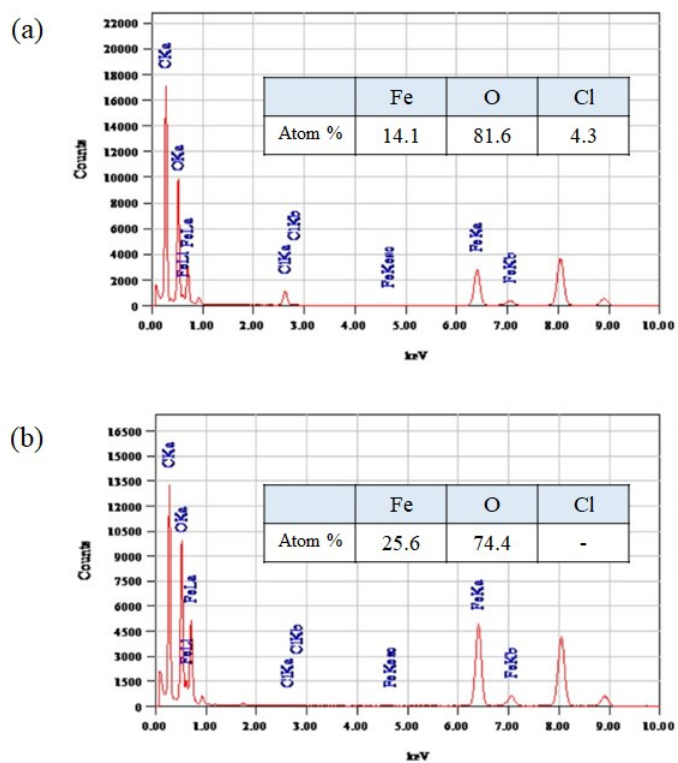 (a)
22000
20000
18000
16000
14000
12000
10000
8000
6000
4000
2000
0
Counts
CKa
OKa
FeLl
FeLa
ClKa
ClKb
FeKesc
FeKa
FeKb
Fe O Cl
Atom % 14.1 81.6 4.3
0.00 1.00 2.00 3.00 4.00 5.00 6.00 7.00 8.00 9.00 10.00
keV
(b)
16500
15000
13500
12000
10500
9000
7500
6000
4500
3000
1500
0
Counts
CKa
OKa
FeLl
FeLa
ClKa
ClKb
FeKesc
FeKa
FeKb
Fe O Cl
Atom % 25.6 74.4 -
0.00 1.00 2.00 3.00 4.00 5.00 6.00 7.00 8.00 9.00 10.00
keV